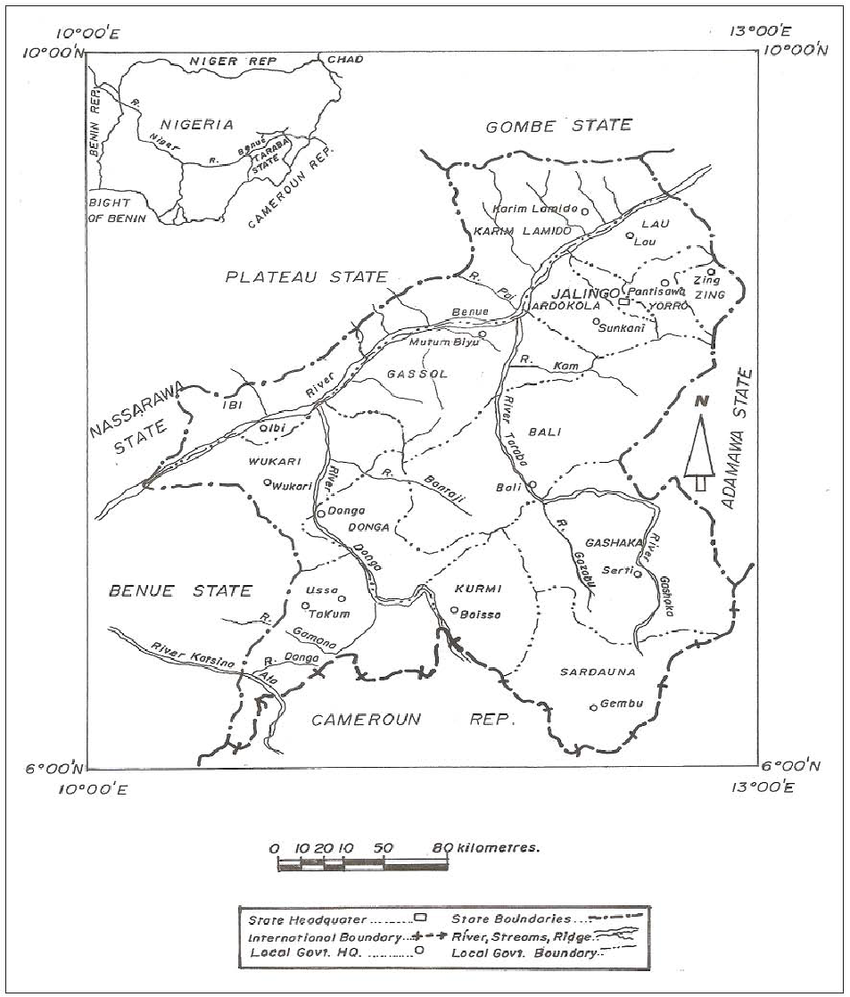 10°00'E
13°00'E
10°00'N
10°00'N
NIGER REP
CHAD
BENIN REP.
R.
Niger
NIGERIA
R.
Benue
TARABA
STATE
CAMEROUN REP.
BIGHT
OF BENIN
GOMBE STATE
Karim Lamido
KARIM LAMIDO
LAU
Lau
PLATEAU STATE
R. Pai
Zing
ZING
JALINGO
Pantisawa
YORRO
ARDOKOLA
Sunkani
Benue
Mutum Biyu
GASSOL
R. Kam
River
NASSARAWA
STATE
IBI
Ibi
N
ADAMAWA STATE
River Taraba
BALI
WUKARI
Wukari
River
R. Bantaji
Bali
Donga
DONGA
Donga
R. Gazabu
GASHAKA
Serti
River
Gashaka
BENUE STATE
Ussa
Takum
KURMI
Baissa
R.
Gamana
River Katsina
Ala
R. Donga
SARDAUNA
Gembu
CAMEROUN REP.
6°00'N
6°00'N
10°00'E
13°00'E
0 10 20 10 50 80 kilometres.
State Headquater
State Boundaries
International Boundary
River, Streams, Ridge
Local Govt. HQ.
Local Govt. Boundary